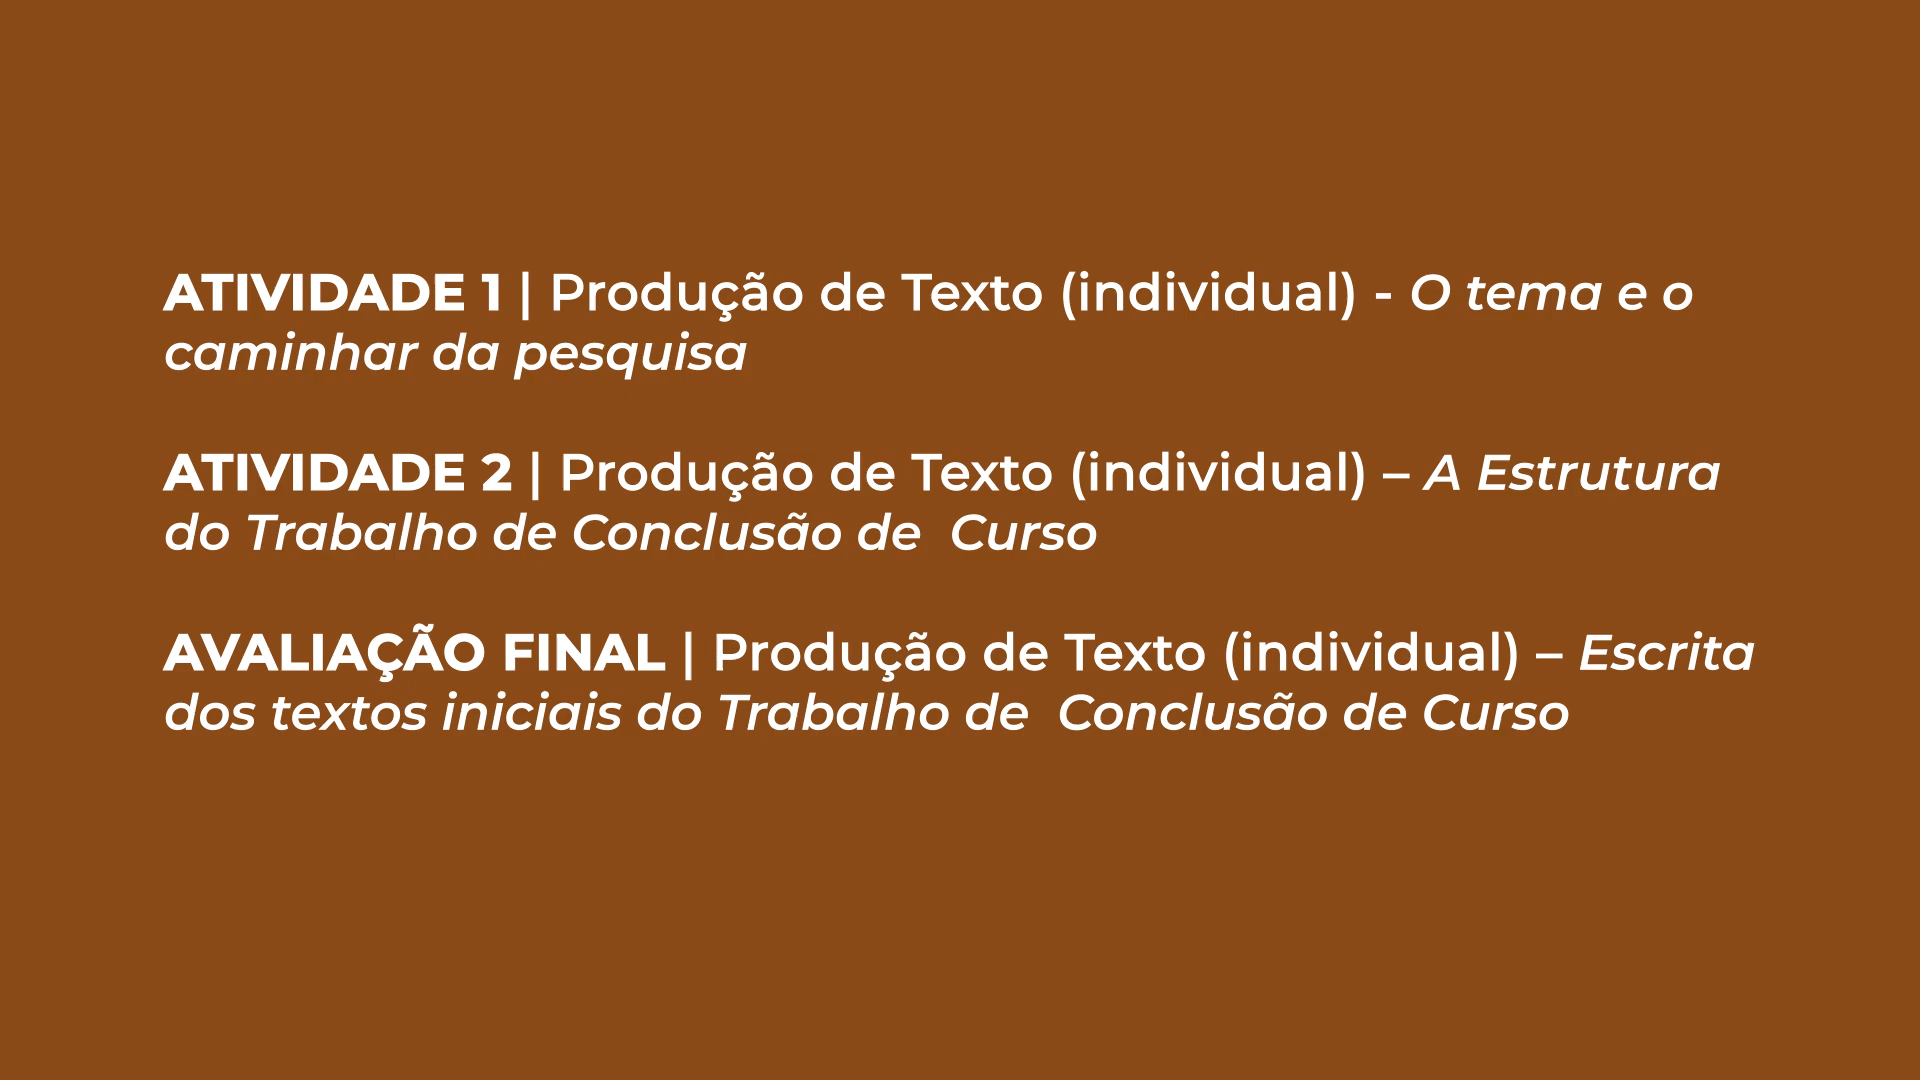 ATIVIDADE 1 | Produção de Texto (individual) - O tema e o
caminhar da pesquisa
ATIVIDADE 2 | Produção de Texto (individual) – A Estrutura
do Trabalho de Conclusão de  Curso
AVALIAÇÃO FINAL | Produção de Texto (individual) – Escrita
dos textos iniciais do Trabalho de  Conclusão de Curso